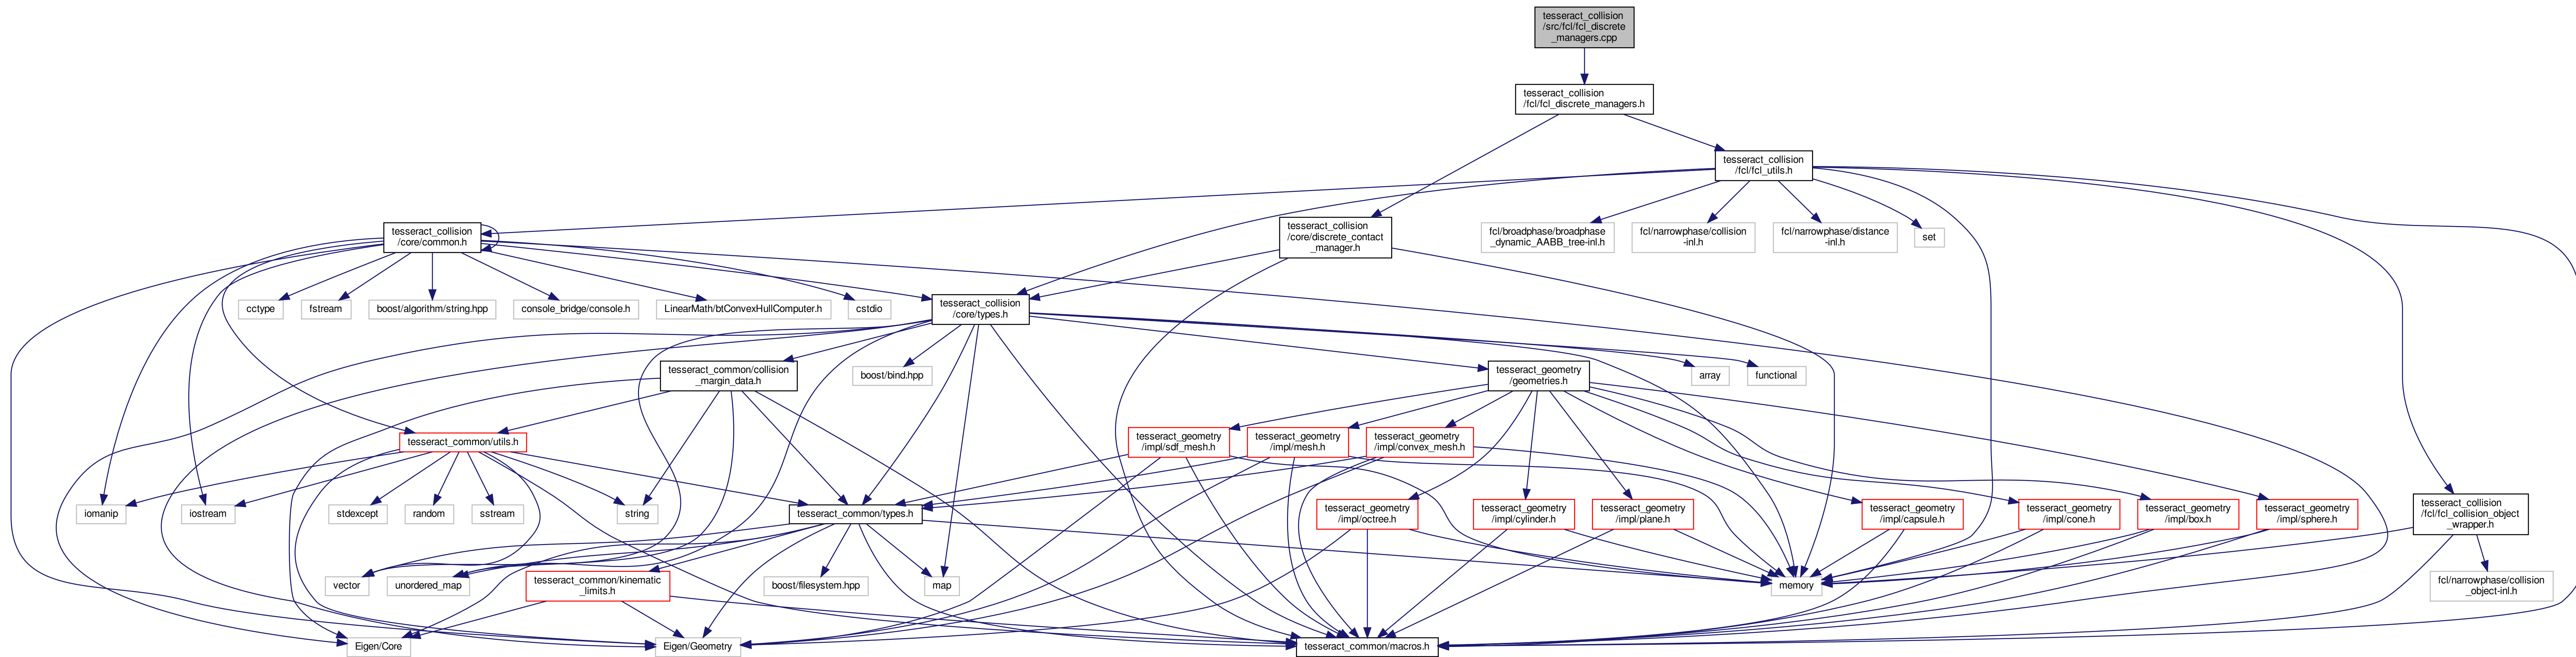 tesseract_collision
/src/fcl/fcl_discrete
_managers.cpp
tesseract_collision
/fcl/fcl_discrete_managers.h
tesseract_collision
/fcl/fcl_utils.h
tesseract_collision
/core/common.h
tesseract_collision
/core/discrete_contact
_manager.h
fcl/broadphase/broadphase
_dynamic_AABB_tree-inl.h
fcl/narrowphase/collision
-inl.h
fcl/narrowphase/distance
-inl.h
set
cctype
fstream
boost/algorithm/string.hpp
console_bridge/console.h
LinearMath/btConvexHullComputer.h
cstdio
tesseract_collision
/core/types.h
tesseract_common/collision
_margin_data.h
boost/bind.hpp
tesseract_geometry
/geometries.h
array
functional
tesseract_common/utils.h
tesseract_geometry
/impl/sdf_mesh.h
tesseract_geometry
/impl/mesh.h
tesseract_geometry
/impl/convex_mesh.h
iomanip
iostream
stdexcept
random
sstream
string
tesseract_common/types.h
tesseract_geometry
/impl/octree.h
tesseract_geometry
/impl/cylinder.h
tesseract_geometry
/impl/plane.h
tesseract_geometry
/impl/capsule.h
tesseract_geometry
/impl/cone.h
tesseract_geometry
/impl/box.h
tesseract_geometry
/impl/sphere.h
tesseract_collision
/fcl/fcl_collision_object
_wrapper.h
vector
unordered_map
tesseract_common/kinematic
_limits.h
boost/filesystem.hpp
map
memory
fcl/narrowphase/collision
_object-inl.h
Eigen/Core
Eigen/Geometry
tesseract_common/macros.h